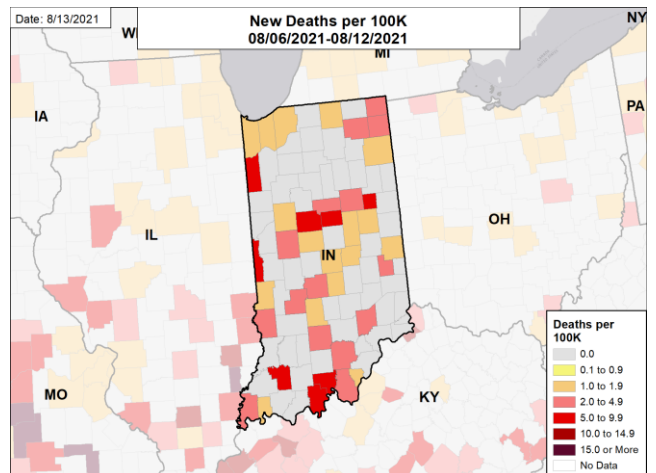 Date: 8/13/2021
New Deaths per 100K
08/06/2021-08/12/2021
WI
MI
NY
IA
PA
IL
IN
OH
MO
KY
Deaths per
100K
0.0
0.1 to 0.9
1.0 to 1.9
2.0 to 4.9
5.0 to 9.9
10.0 to 14.9
15.0 or More
No Data